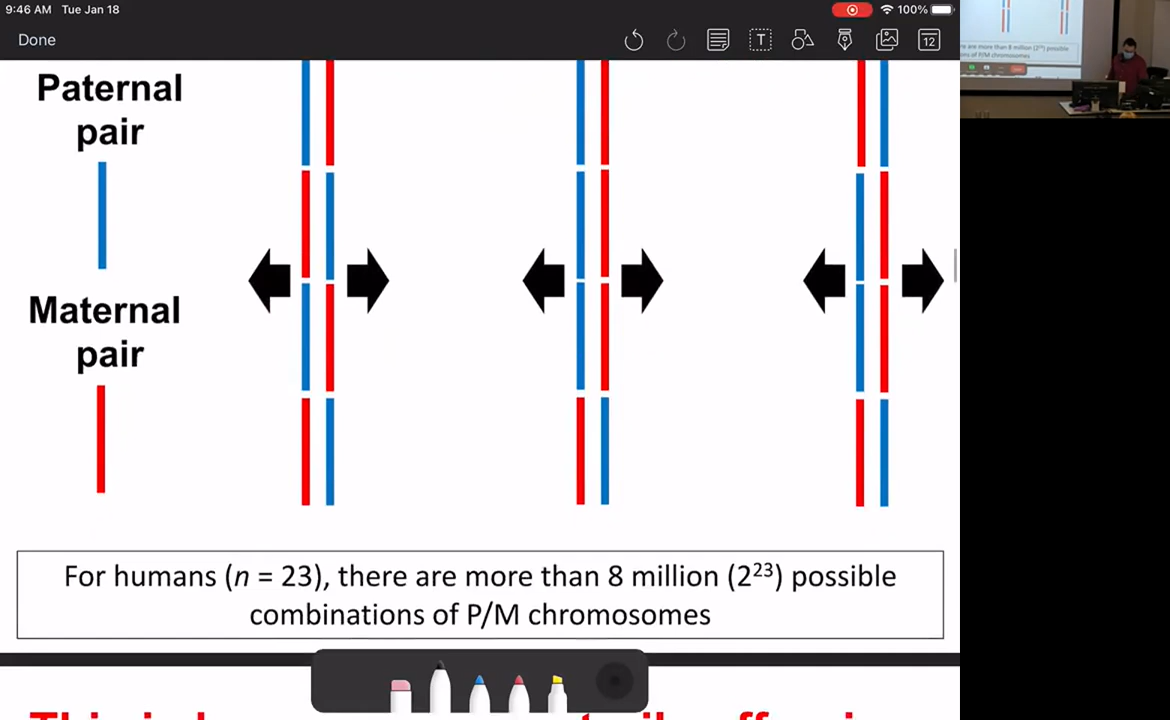 9:46 AM Tue Jan 18
100%
Done
T
12
Paternal
pair
Maternal
pair
For humans (n = 23), there are more than 8 million (2²³) possible
combinations of P/M chromosomes